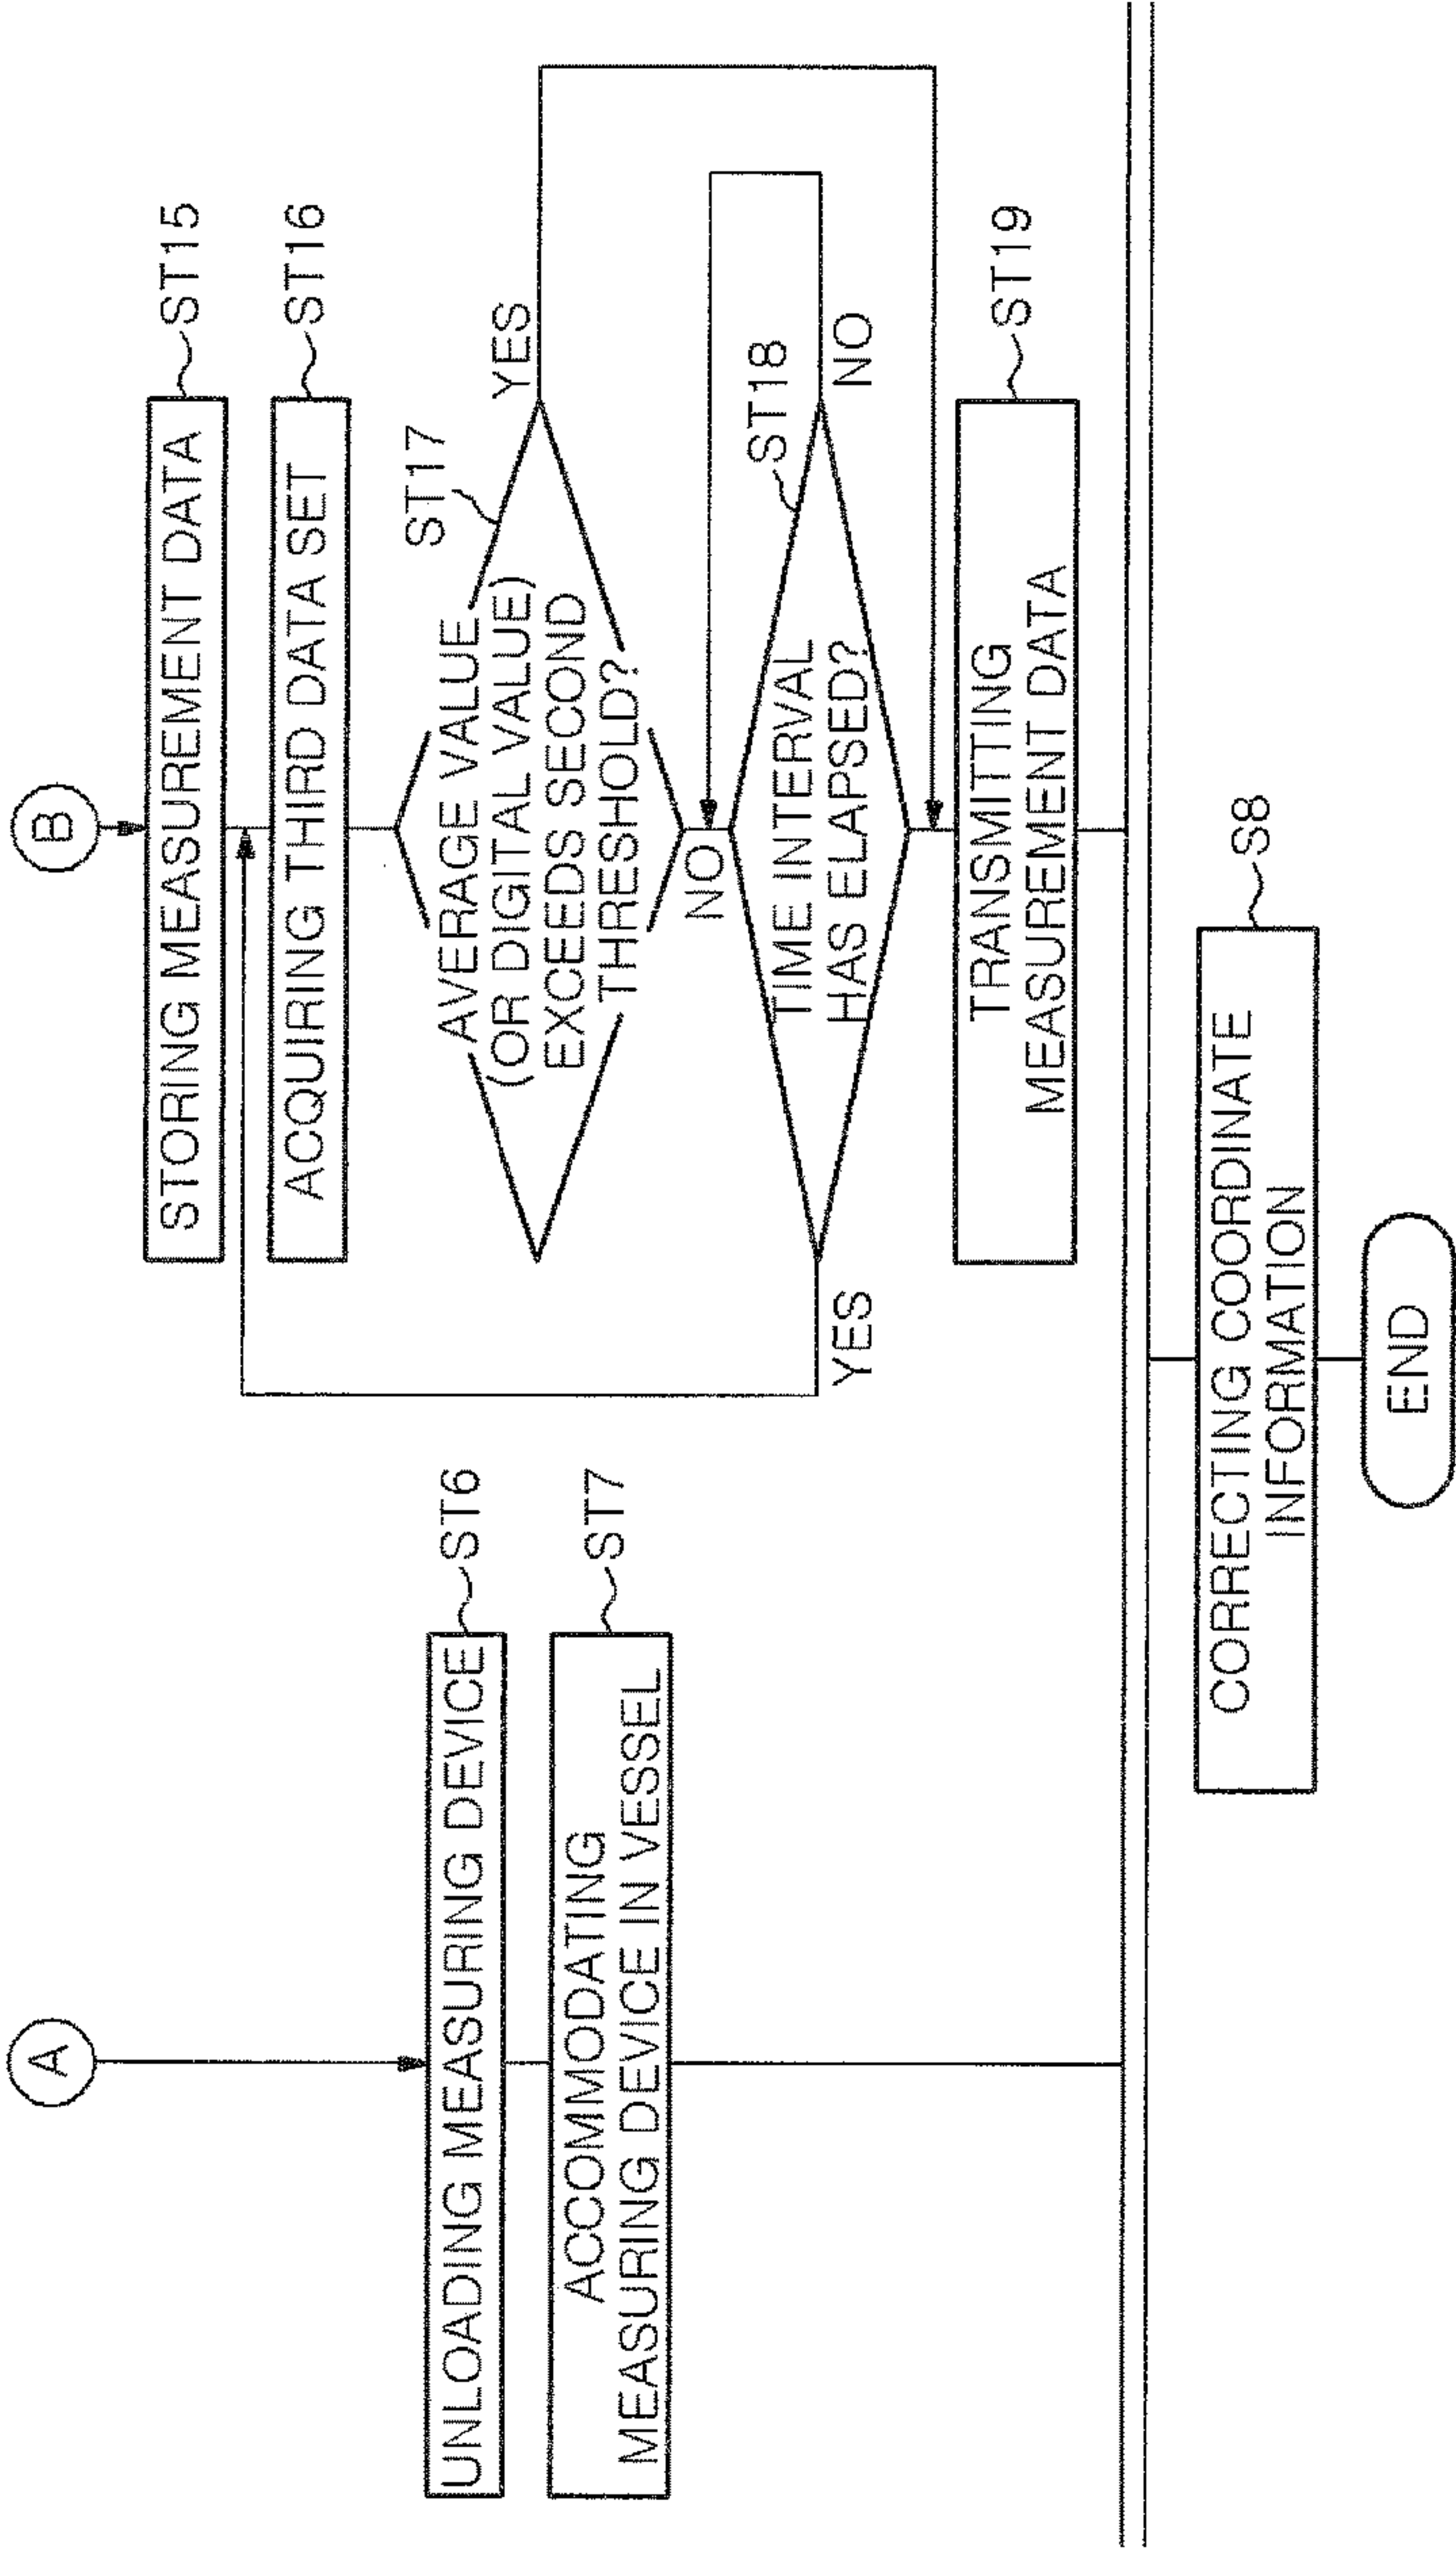 A
UNLOADING MEASURING DEVICE
ST6
ACCOMMODATING
MEASURING DEVICE IN VESSEL
ST7
B
STORING MEASUREMENT DATA
ST15
ACQUIRING THIRD DATA SET
ST16
AVERAGE VALUE
(OR DIGITAL VALUE)
EXCEEDS SECOND
THRESHOLD?
ST17
YES
NO
TIME INTERVAL
HAS ELAPSED?
ST18
NO
YES
TRANSMITTING
MEASUREMENT DATA
ST19
CORRECTING COORDINATE
INFORMATION
S8
END